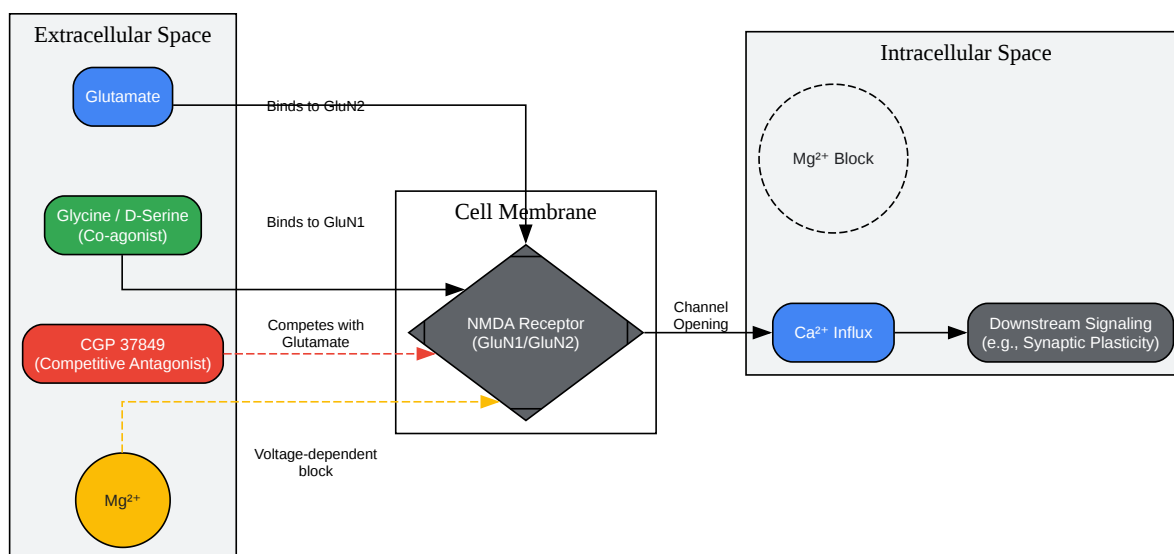 Extracellular Space
Glutamate
Binds to GluN2
Glycine / D-Serine
(Co-agonist)
Binds to GluN1
CGP 37849
(Competitive Antagonist)
Competes with
Glutamate
Mg²⁺
Voltage-dependent
block
Cell Membrane
NMDA Receptor
(GluN1/GluN2)
Channel
Opening
Intracellular Space
Mg²⁺ Block
Ca²⁺ Influx
Downstream Signaling
(e.g., Synaptic Plasticity)